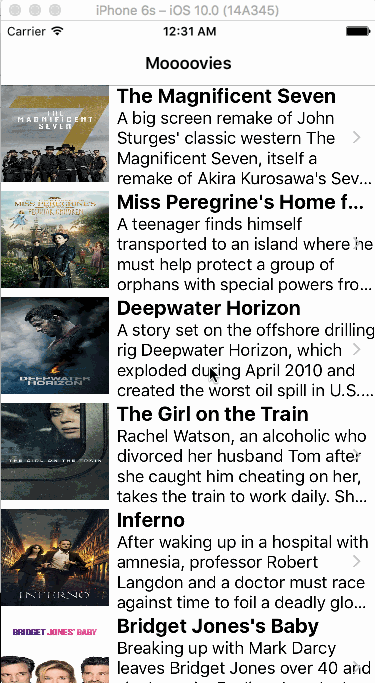 iPhone 6s – iOS 10.0 (14A345)
Carrier 12:31 AM
Moooovies
THE
MAGNIFICENT
SEVEN
The Magnificent Seven
A big screen remake of John
Sturges' classic western The
Magnificent Seven, itself a
remake of Akira Kurosawa's Sev...
MISS PEREGRINE'S
Miss Peregrine's Home f...
A teenager finds himself
transported to an island where he
must help protect a group of
orphans with special powers fro...
DEEPWATER
HORIZON
Deepwater Horizon
A story set on the offshore drilling
rig Deepwater Horizon, which
exploded during April 2010 and
created the worst oil spill in U.S....
THE GIRL ON THE TRAIN
The Girl on the Train
Rachel Watson, an alcoholic who
divorced her husband Tom after
she caught him cheating on her,
takes the train to work daily. Sh...
INFERNO
Inferno
After waking up in a hospital with
amnesia, professor Robert
Langdon and a doctor must race
against time to foil a deadly glo...
BRIDGET JONES'S BABY
Bridget Jones's Baby
Breaking up with Mark Darcy
leaves Bridget Jones over 40 and